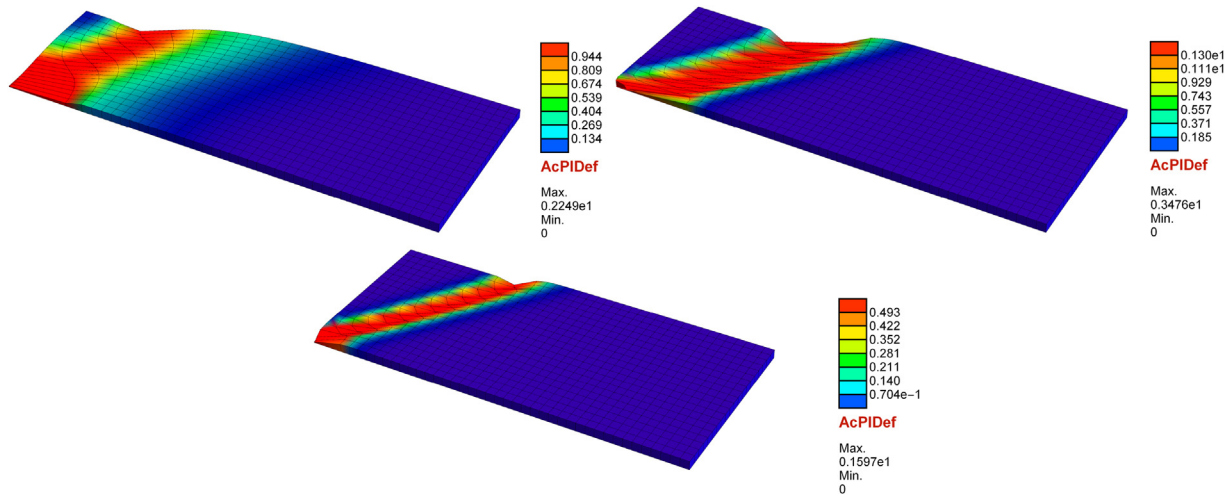 0.944
0.809
0.674
0.539
0.404
0.269
0.134
AcPlDef
Max.
0.2249e1
Min.
0
0.130e1
0.111e1
0.929
0.743
0.557
0.371
0.185
AcPlDef
Max.
0.3476e1
Min.
0
0.493
0.422
0.352
0.281
0.211
0.140
0.704e−1
AcPlDef
Max.
0.1597e1
Min.
0